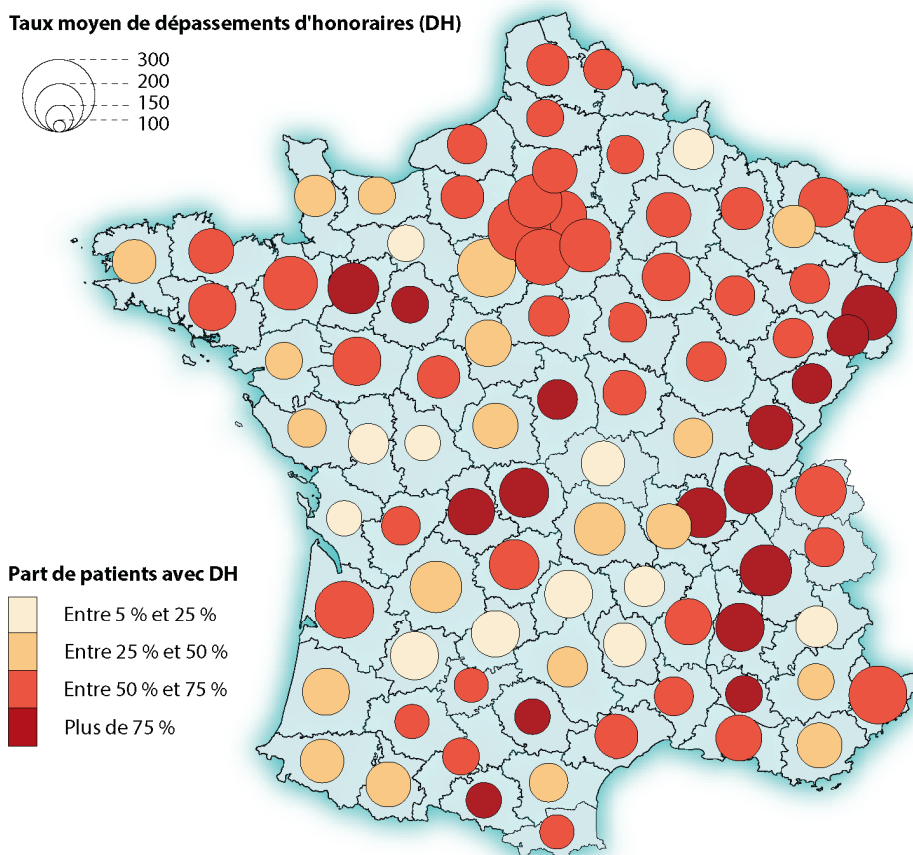 Taux moyen de dépassements d'honoraires (DH)
300
200
150
100
Part de patients avec DH
Entre 5 % et 25 %
Entre 25 % et 50 %
Entre 50 % et 75 %
Plus de 75 %